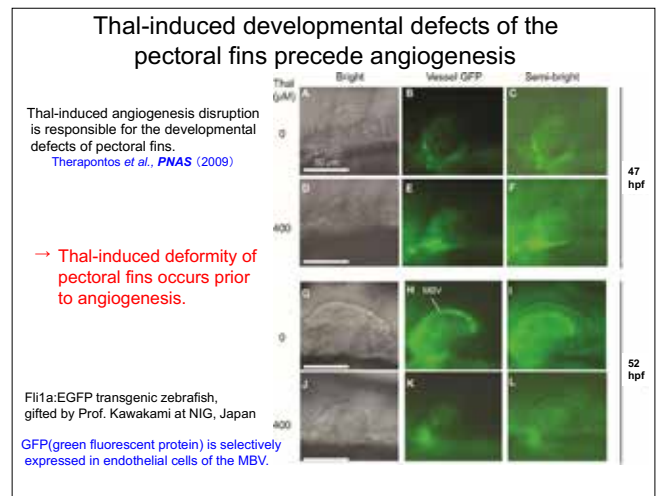 Thal-induced developmental defects of the
pectoral fins precede angiogenesis
Thal-induced angiogenesis disruption
is responsible for the developmental
defects of pectoral fins.
Therapontos et al., PNAS (2009)
→ Thal-induced deformity of
pectoral fins occurs prior
to angiogenesis.
Fli1a:EGFP transgenic zebrafish,
gifted by Prof. Kawakami at NIG, Japan
GFP(green fluorescent protein) is selectively
expressed in endothelial cells of the MBV.
Thal
(μM)
Bright
Vessel GFP
Semi-bright
A
B
C
0
50 μm
D
E
F
400
47
hpf
G
H
MBV
I
0
J
K
L
400
52
hpf